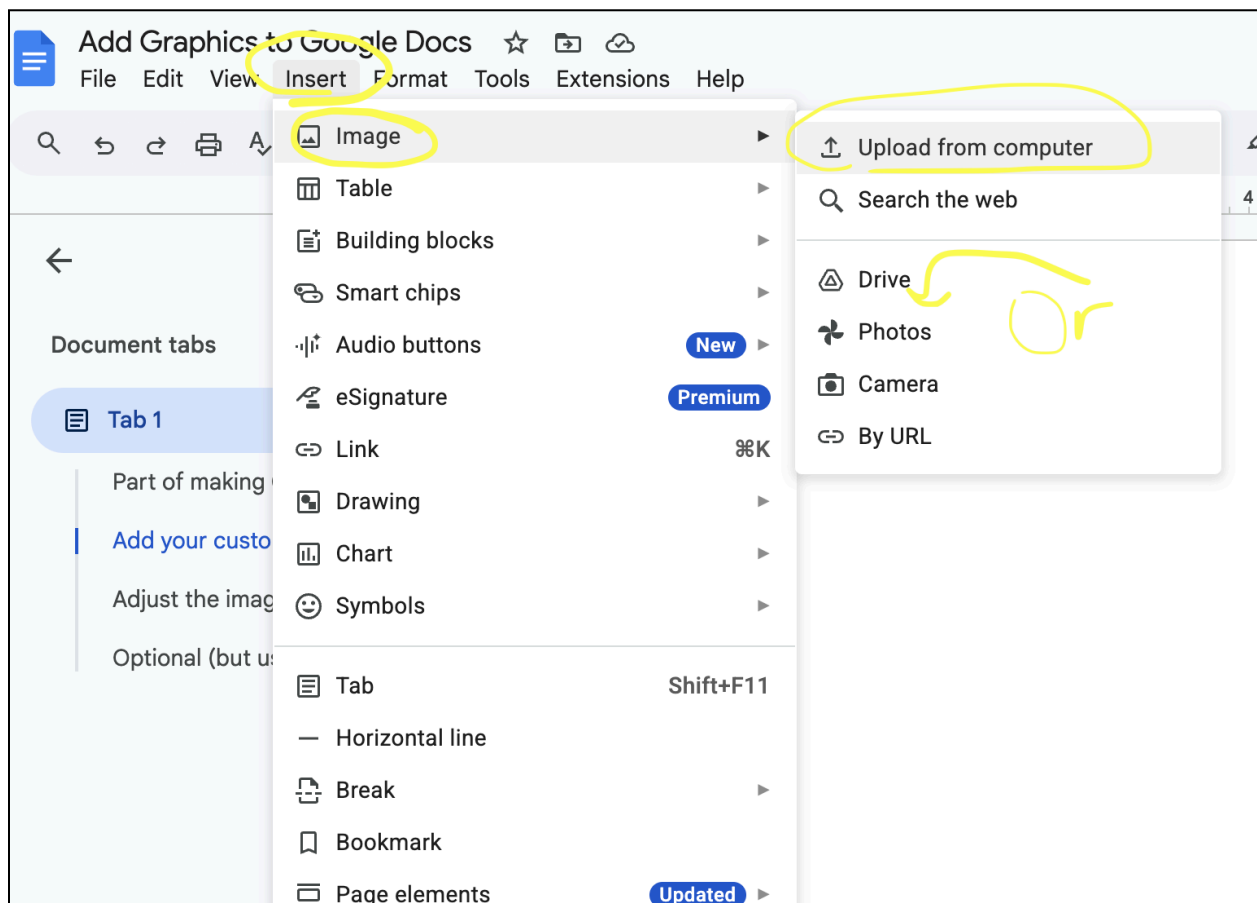 Add Graphics to Google Docs
File Edit View Insert Format Tools Extensions Help
Image
Upload from computer
Table
Search the web
4
Building blocks
Drive
Smart chips
or
Document tabs
Audio buttons New
Photos
Tab 1
eSignature Premium
Camera
Link ⌘K
By URL
Part of making
Drawing
Add your custo
Chart
Adjust the imag
Symbols
Optional (but us
Tab Shift+F11
Horizontal line
Break
Bookmark
Page elements Updated